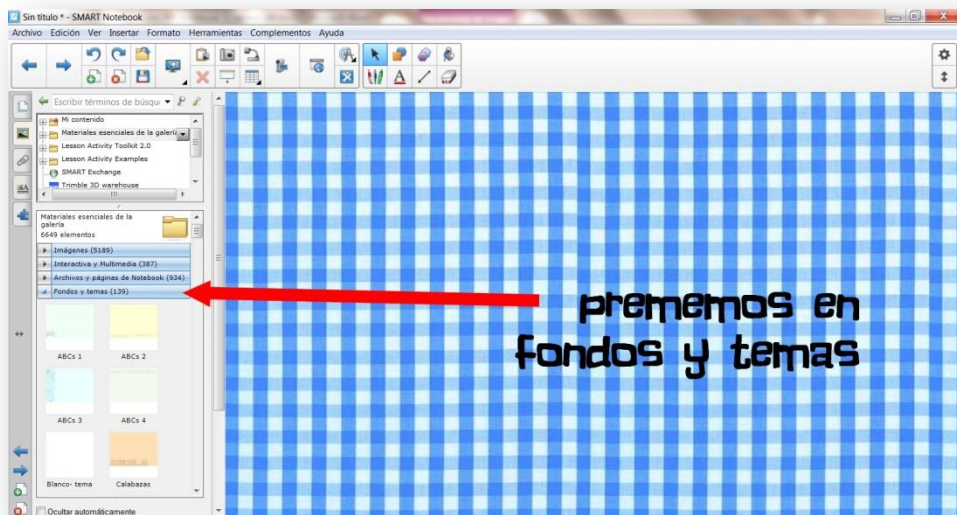 Sin título * - SMART Notebook
Archivo Edición Ver Insertar Formato Herramientas Complementos Ayuda
Escribir términos de búsqu
Mi contenido
Materiales esenciales de la galería
Lesson Activity Toolkit 2.0
Lesson Activity Examples
SMART Exchange
Trimble 3D warehouse
Materiales esenciales de la
galería
6649 elementos
Imágenes (5189)
Interactiva y Multimedia (387)
Archivos y páginas de Notebook (934)
Fondos y temas (139)
ABCs 1 ABCs 2
ABCs 3 ABCs 4
Blanco- tema Calabazas
Ocultar automáticamente
prememos en
fondos y temas